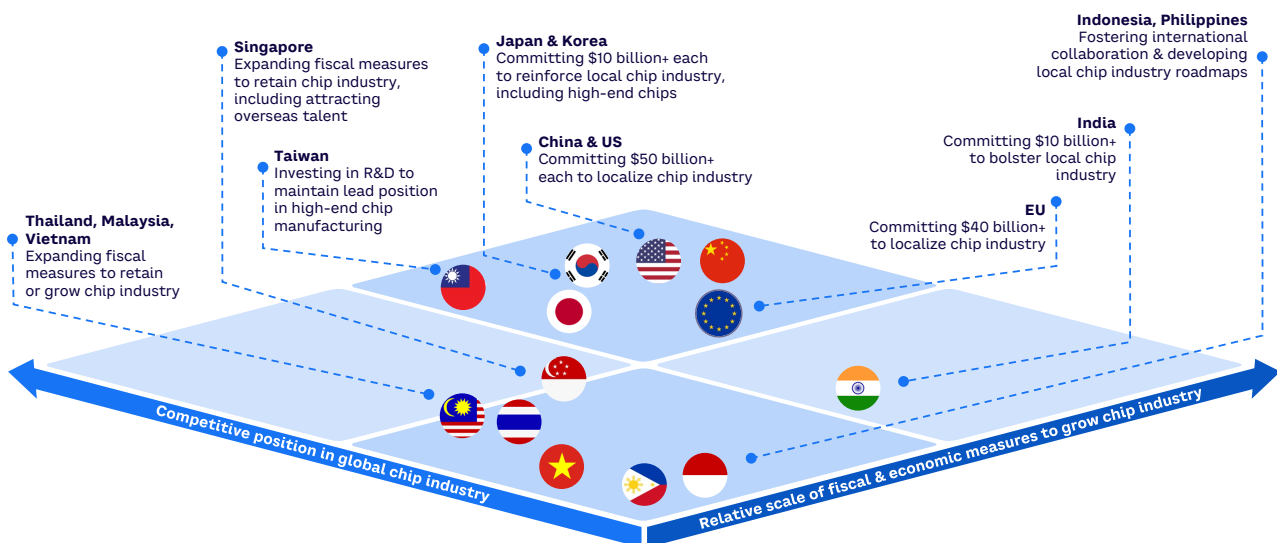 Singapore
Expanding fiscal measures
to retain chip industry,
including attracting
overseas talent
Japan & Korea
Committing $10 billion+ each
to reinforce local chip industry,
including high-end chips
Indonesia, Philippines
Fostering international
collaboration & developing
local chip industry roadmaps
Taiwan
Investing in R&D to
maintain lead position
in high-end chip
manufacturing
China & US
Committing $50 billion+
each to localize chip industry
India
Committing $10 billion+
to bolster local chip
industry
Thailand, Malaysia,
Vietnam
Expanding fiscal
measures to retain
or grow chip industry
EU
Committing $40 billion+
to localize chip industry
Competitive position in global chip industry
Relative scale of fiscal & economic measures to grow chip industry